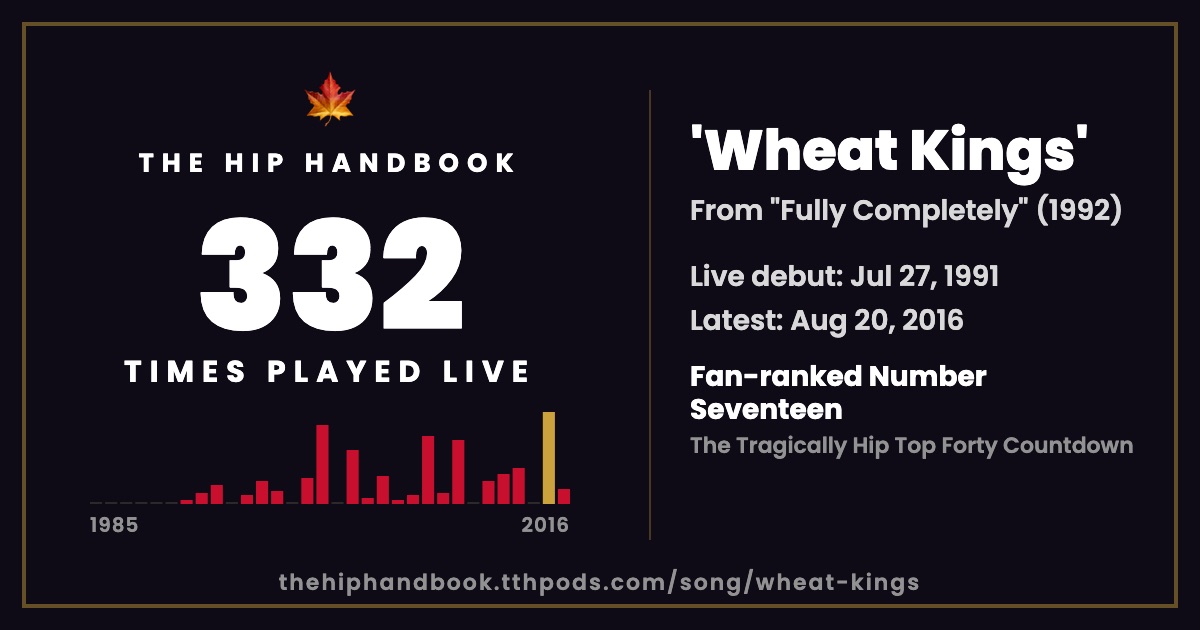 THE HIP HANDBOOK
332
TIMES PLAYED LIVE
1985
2016
'Wheat Kings'
From "Fully Completely" (1992)
Live debut: Jul 27, 1991
Latest: Aug 20, 2016
Fan-ranked Number
Seventeen
The Tragically Hip Top Forty Countdown
thehiphandbook.tthpods.com/song/wheat-kings